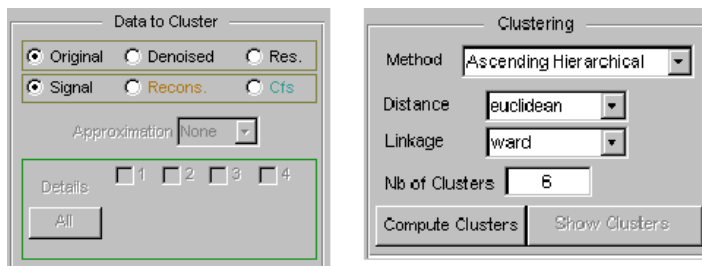 Data to Cluster
Original Denoised Res.
Signal Recons. Cfs
Approximation None
Details 1 2 3 4
All
Clustering
Method Ascending Hierarchical
Distance euclidean
Linkage ward
Nb of Clusters 6
Compute Clusters Show Clusters